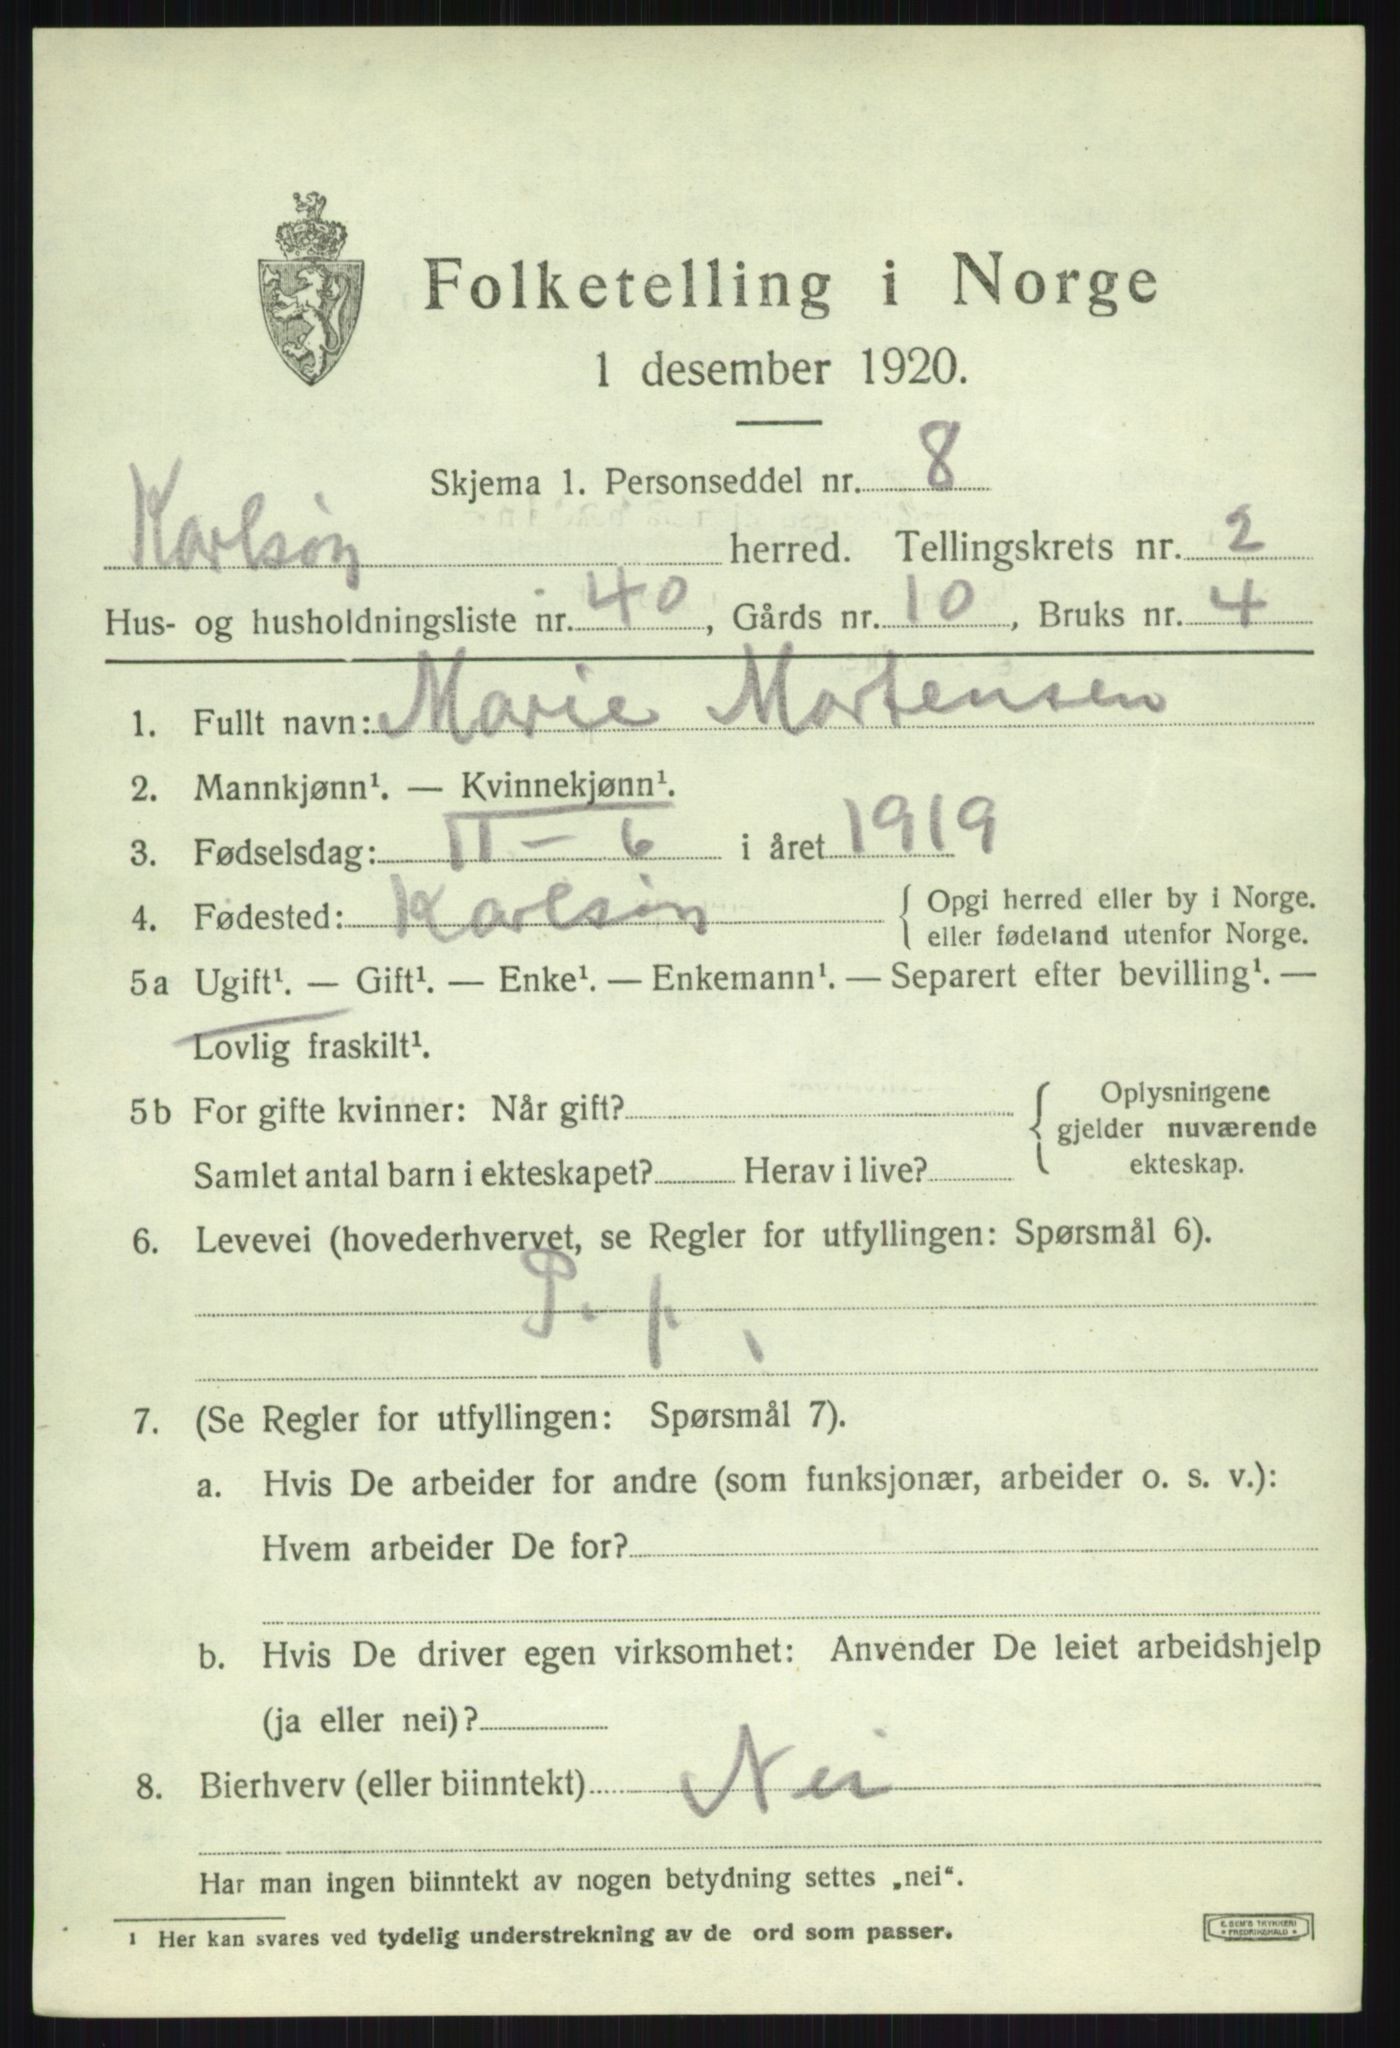 Folketelling i Norge
1 desember 1920.
Skjema 1. Personseddel nr. 8
Karlsøy herred. Tellingskrets nr. 2
Hus- og husholdningsliste nr. 40, Gårds nr. 10, Bruks nr. 4
1. Fullt navn: Marie Mortensen
2. Mannkjønn¹. — Kvinnekjønn¹.
3. Fødselsdag: 11 – 6 i året 1919
4. Fødested: Karlsøy { Opgi herred eller by i Norge.
eller fødeland utenfor Norge.
5a Ugift¹. — Gift¹. — Enke¹. — Enkemann¹. — Separert efter bevilling¹. —
Lovlig fraskilt¹.
5b For gifte kvinner: Når gift? { Oplysningene
gjelder nuværende
Samlet antal barn i ekteskapet? Herav i live? ekteskap.
6. Levevei (hovederhvervet, se Regler for utfyllingen: Spørsmål 6).
7. (Se Regler for utfyllingen: Spørsmål 7).
a. Hvis De arbeider for andre (som funksjonær, arbeider o. s. v.):
Hvem arbeider De for?
b. Hvis De driver egen virksomhet: Anvender De leiet arbeidshjelp
(ja eller nei)?
8. Bierhverv (eller biinntekt) Nei
Har man ingen biinntekt av nogen betydning settes „nei“.
¹ Her kan svares ved tydelig understrekning av de ord som passer.
E. SEM'S TRYKKERI
* FREDRIKSHALD *